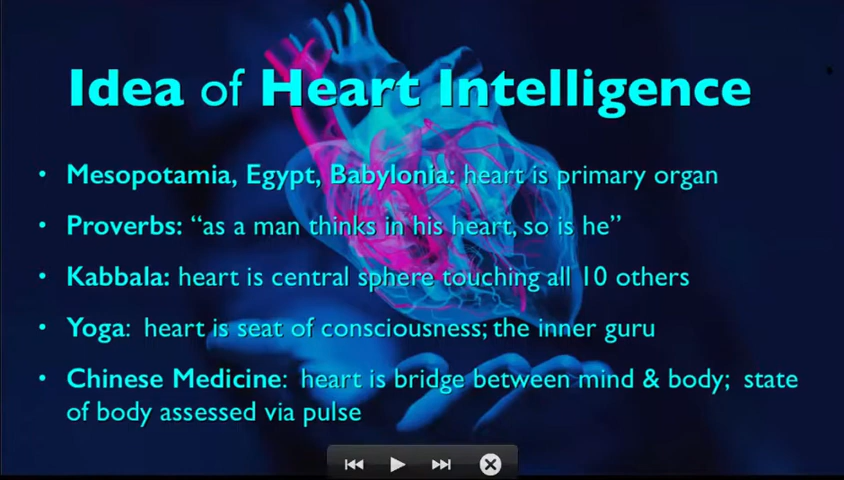 Idea of Heart Intelligence
• Mesopotamia, Egypt, Babylonia: heart is primary organ
• Proverbs: “as a man thinks in his heart, so is he”
• Kabbala: heart is central sphere touching all 10 others
• Yoga: heart is seat of consciousness; the inner guru
• Chinese Medicine: heart is bridge between mind & body; state
of body assessed via pulse